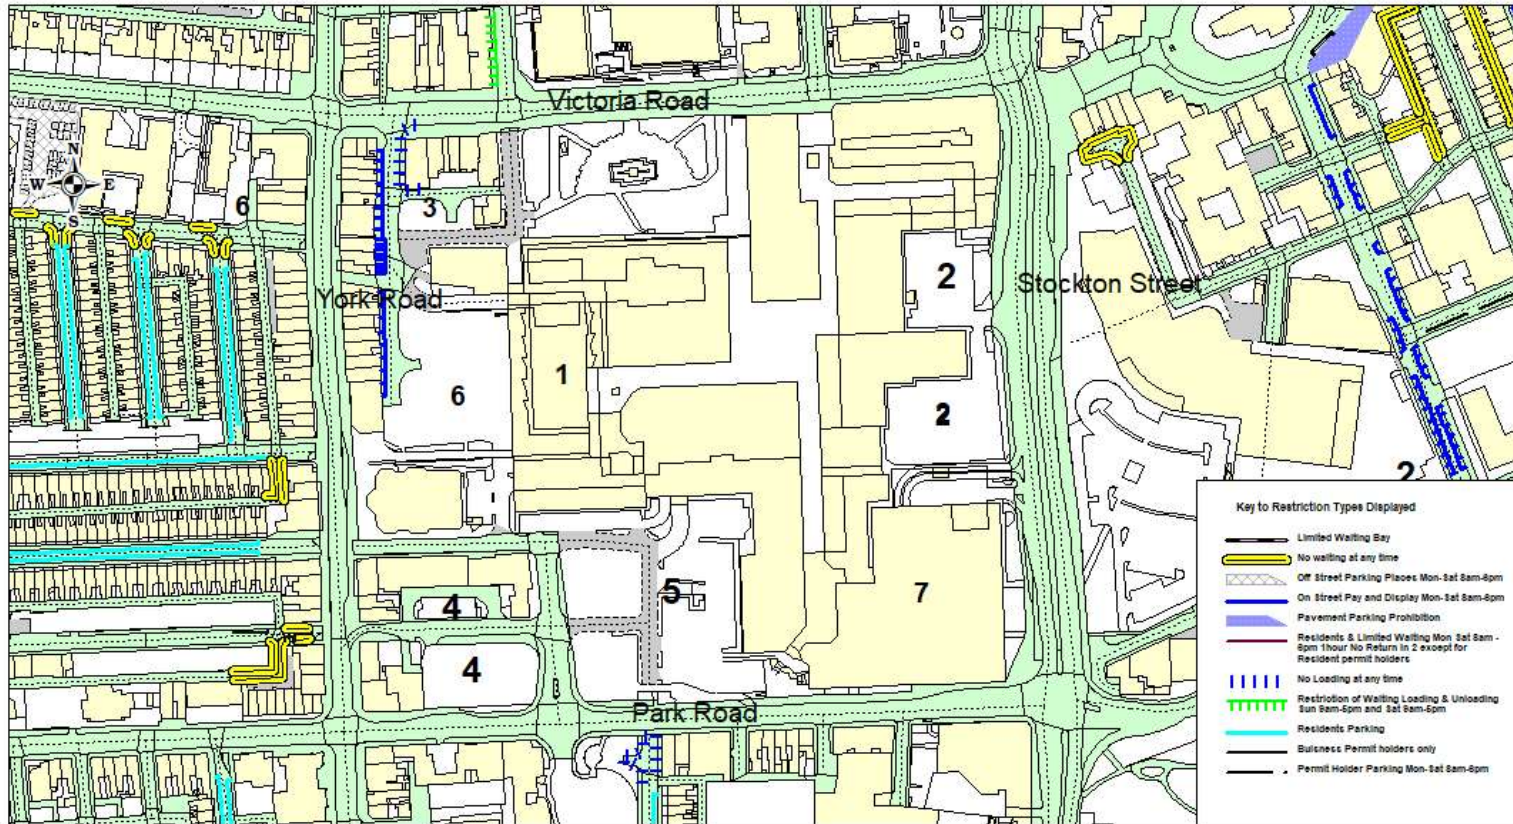 Victoria Road
N
W E
S
6
3
2
Stockton Street
York Road
1
6
2
2
5
7
4
4
Park Road
Key to Restriction Types Displayed
Limited Waiting Bay
No waiting at any time
Off Street Parking Places Mon-Sat 8am-6pm
On Street Pay and Display Mon-Sat 8am-6pm
Pavement Parking Prohibition
Residents & Limited Waiting Mon Sat 8am -
6pm 1hour No Return in 2 except for
Resident permit holders
No Loading at any time
Restriction of Waiting Loading & Unloading
Sun 9am-5pm and Sat 9am-5pm
Residents Parking
Buisness Permit holders only
Permit Holder Parking Mon-Sat 8am-6pm